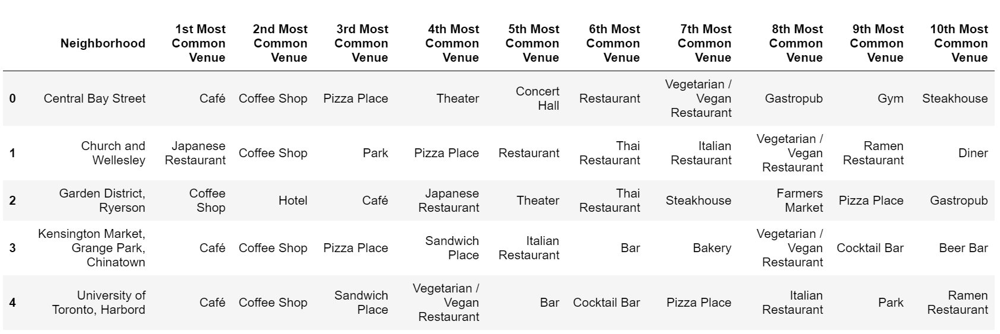 Neighborhood 1st Most Common Venue 2nd Most Common Venue 3rd Most Common Venue 4th Most Common Venue 5th Most Common Venue 6th Most Common Venue 7th Most Common Venue 8th Most Common Venue 9th Most Common Venue 10th Most Common Venue
0 Central Bay Street Café Coffee Shop Pizza Place Theater Concert Hall Restaurant Vegetarian / Vegan Restaurant Gastropub Gym Steakhouse
1 Church and Wellesley Japanese Restaurant Coffee Shop Park Pizza Place Restaurant Thai Restaurant Italian Restaurant Vegetarian / Vegan Restaurant Ramen Restaurant Diner
2 Garden District, Ryerson Coffee Shop Hotel Café Japanese Restaurant Theater Thai Restaurant Steakhouse Farmers Market Pizza Place Gastropub
3 Kensington Market, Grange Park, Chinatown Café Coffee Shop Pizza Place Sandwich Place Italian Restaurant Bar Bakery Vegetarian / Vegan Restaurant Cocktail Bar Beer Bar
4 University of Toronto, Harbord Café Coffee Shop Sandwich Place Vegetarian / Vegan Restaurant Bar Cocktail Bar Pizza Place Italian Restaurant Park Ramen Restaurant